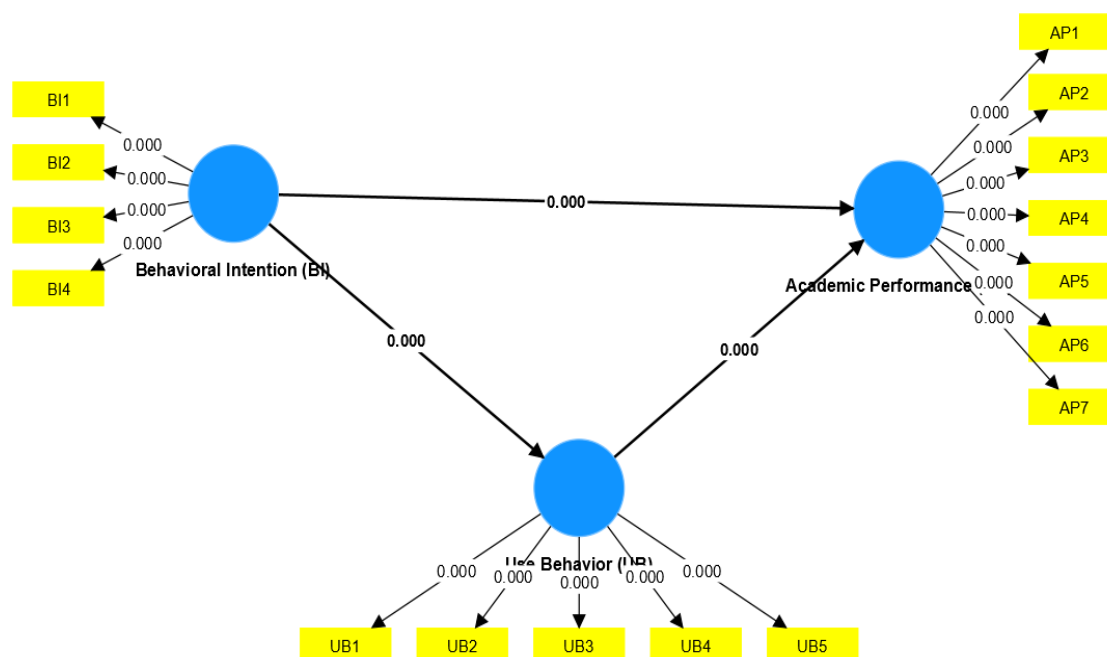 AP1
AP2
AP3
AP4
AP5
AP6
AP7
0.000
0.000
0.000
0.000
0.000
0.000
0.000
Academic Performance
BI1
BI2
BI3
BI4
0.000
0.000
0.000
0.000
Behavioral Intention (BI)
0.000
0.000
0.000
Use Behavior (UB)
0.000
0.000
0.000
0.000
0.000
UB1
UB2
UB3
UB4
UB5